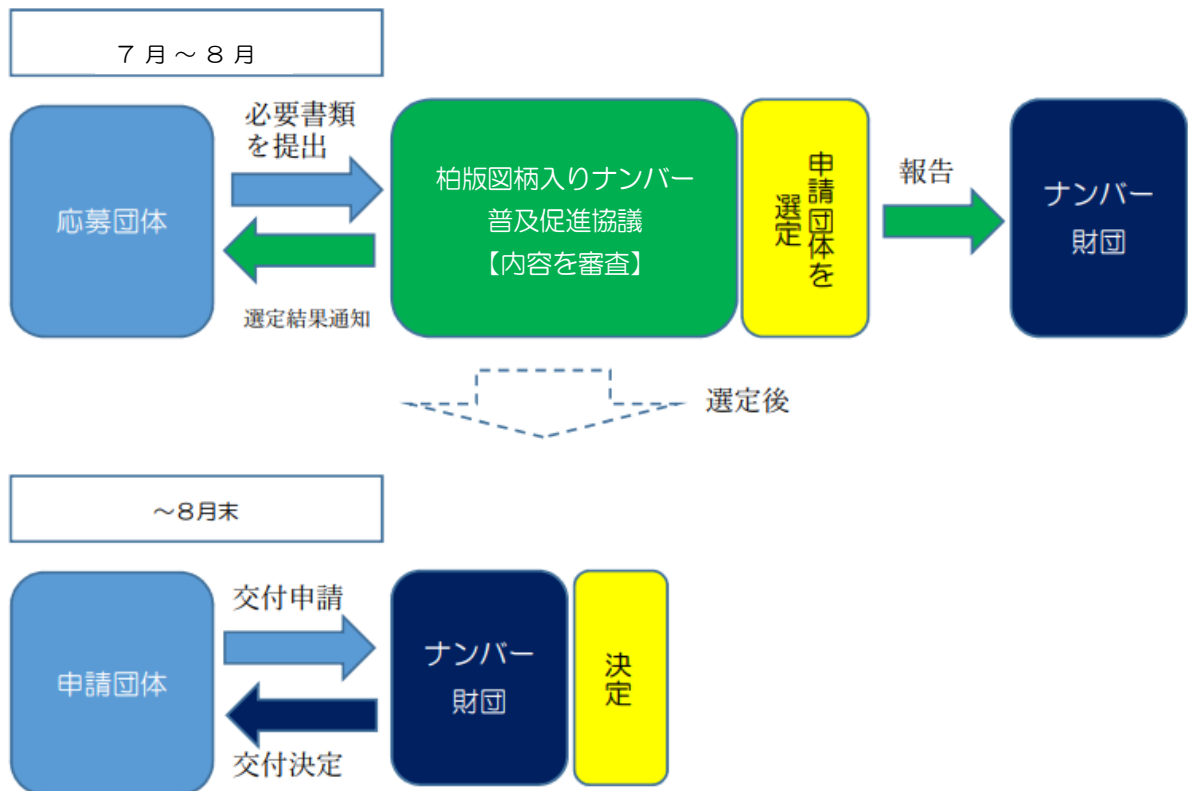 7月～8月
必要書類
を提出
応募団体
選定結果通知
柏版図柄入りナンバー
普及促進協議
【内容を審査】
申請団体を
選定
報告
ナンバー
財団
選定後
～8月末
交付申請
申請団体
交付決定
ナンバー
財団
決定